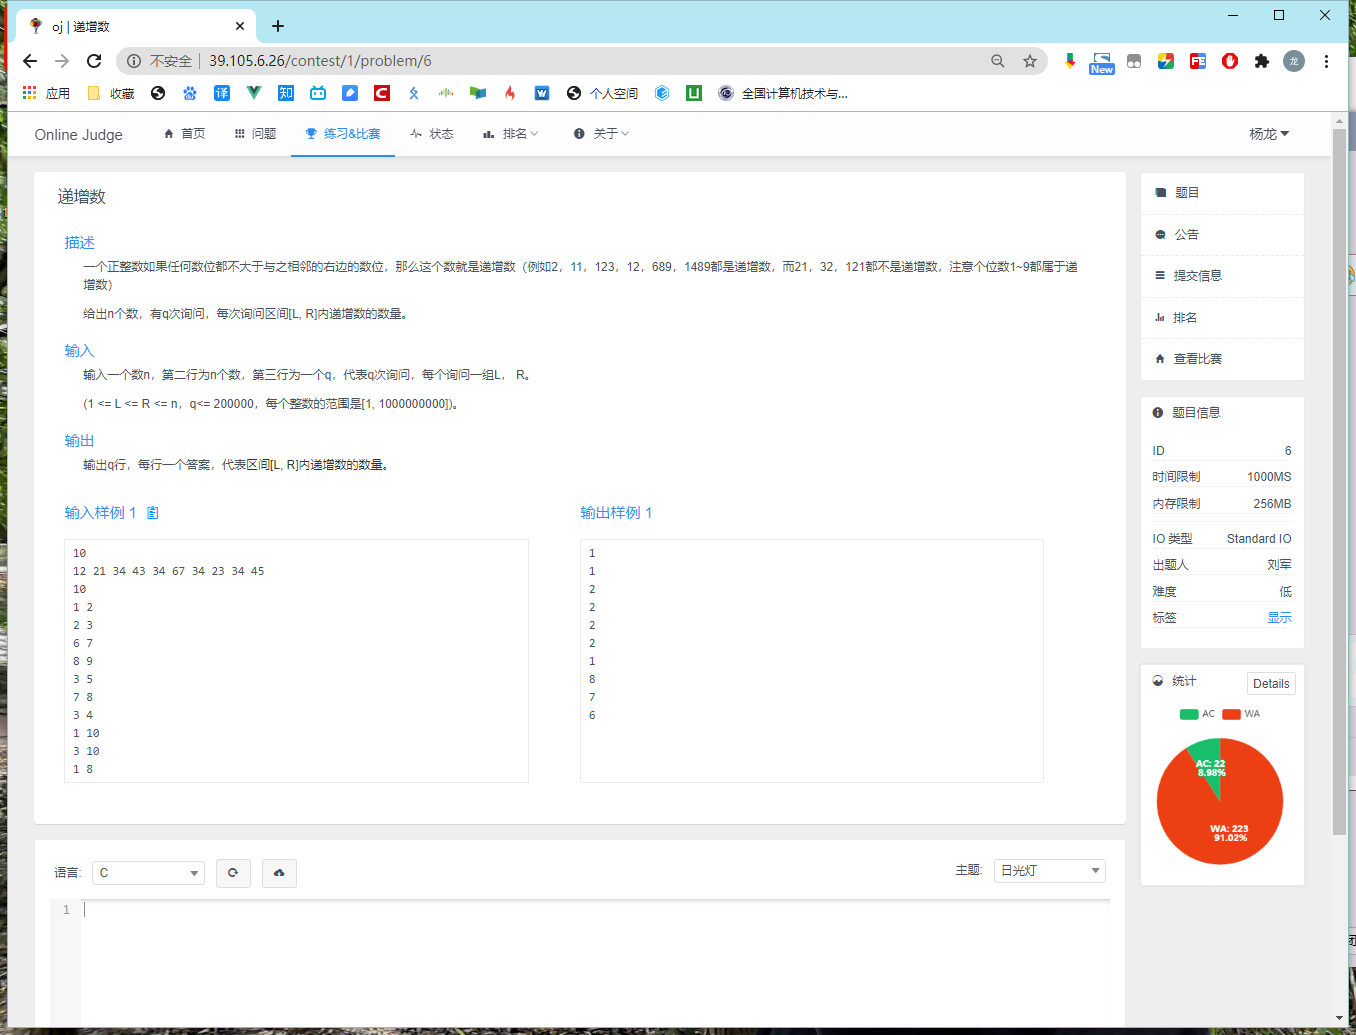 oj | 递增数
不安全 39.105.6.26/contest/1/problem/6
New
龙
应用 收藏 个人空间 全国计算机技术与...
Online Judge 首页 问题 练习&比赛 状态 排名 关于 杨龙
递增数
描述
一个正整数如果任何数位都不大于与之相邻的右边的数位，那么这个数就是递增数（例如2，11，123，12，689，1489都是递增数，而21，32，121都不是递增数，注意个位数1~9都属于递
增数）
给出n个数，有q次询问，每次询问区间[L, R]内递增数的数量。
输入
输入一个数n，第二行为n个数，第三行为一个q，代表q次询问，每个询问一组L， R。
(1 <= L <= R <= n，q<= 200000，每个整数的范围是[1, 1000000000])。
输出
输出q行，每行一个答案，代表区间[L, R]内递增数的数量。
输入样例 1
10
12 21 34 43 34 67 34 23 34 45
10
1 2
2 3
6 7
8 9
3 5
7 8
3 4
1 10
3 10
1 8
输出样例 1
1
1
2
2
2
2
1
8
7
6
语言: C
主题: 日光灯
1
题目
公告
提交信息
排名
查看比赛
题目信息
ID 6
时间限制 1000MS
内存限制 256MB
IO 类型 Standard IO
出题人 刘军
难度 低
标签 显示
统计 Details
AC WA
AC: 22
8.98%
WA: 223
91.02%